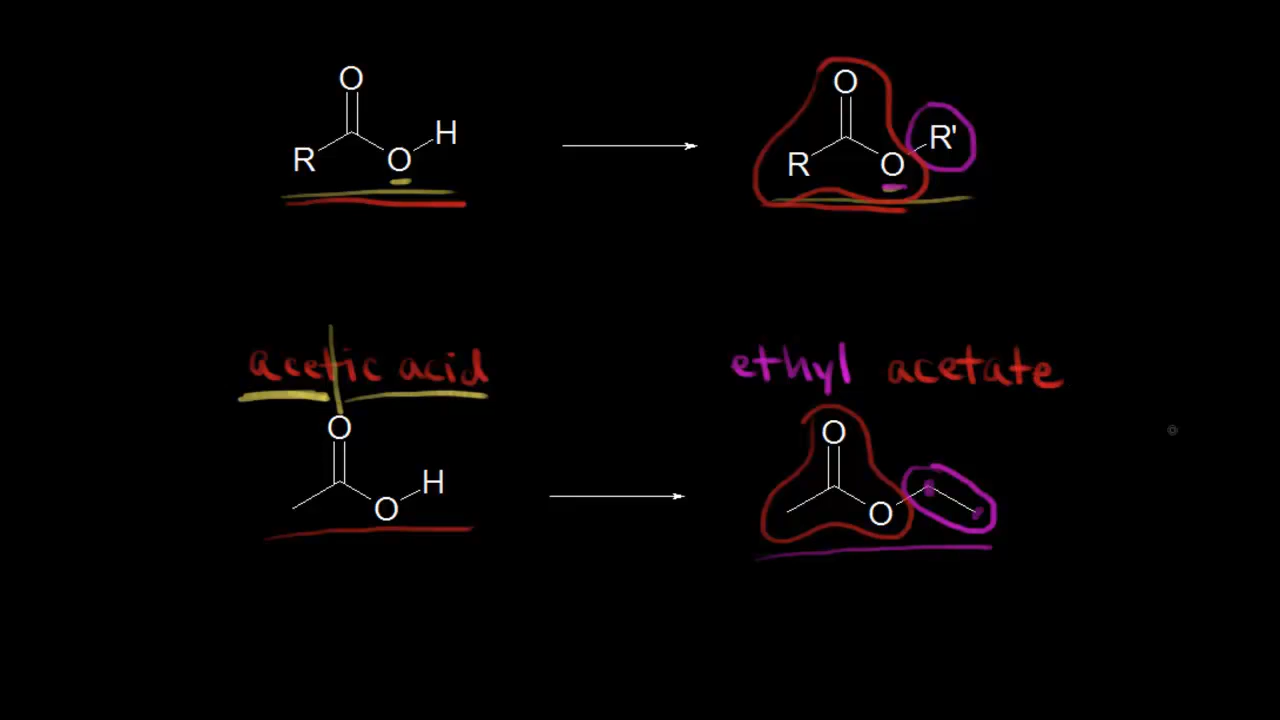 O O
R O H R O R'
acetic acid ethyl acetate
O O
O H O